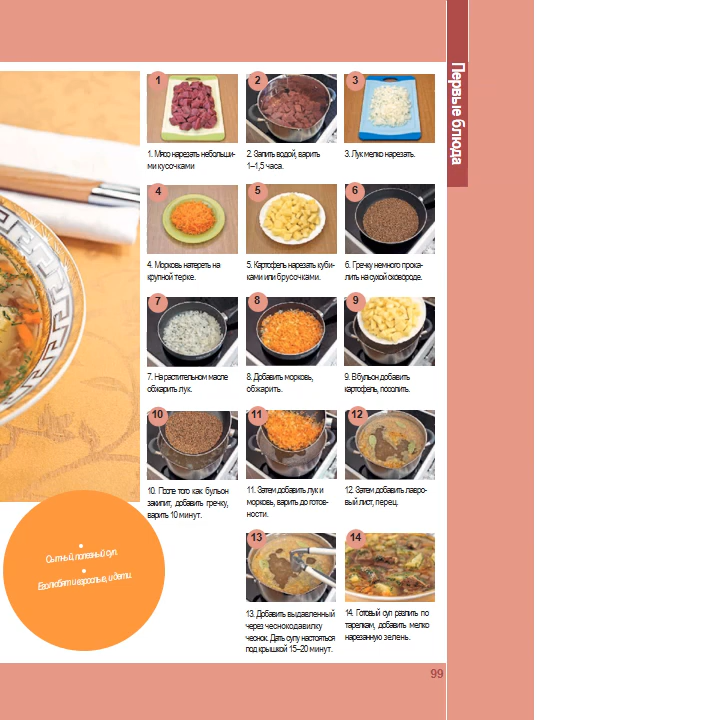 Первые блюда
1
1. Мясо нарезать небольши-
ми кусочками
2
2. Залить водой, варить
1–1,5 часа.
3
3. Лук мелко нарезать.
4
4. Морковь натереть на
крупной терке.
5
5. Картофель нарезать куби-
ками или брусочками.
6
6. Гречку немного прока-
лить на сухой сковороде.
7
7. На растительном масле
обжарить лук.
8
8. Добавить морковь,
обжарить.
9
9. В бульон добавить
картофель, посолить.
10
10. После того как бульон
закипит, добавить гречку,
варить 10 минут.
11
11. Затем добавить лук и
морковь, варить до готов-
ности.
12
12. Затем добавить лавро-
вый лист, перец.
13
13. Добавить выдавленный
через чеснокодавилку
чеснок. Дать супу настояться
под крышкой 15–20 минут.
14
14. Готовый суп разлить по
тарелкам, добавить мелко
нарезанную зелень.
•
Сытный, полезный суп.
•
Его любят и взрослые, и дети.
99